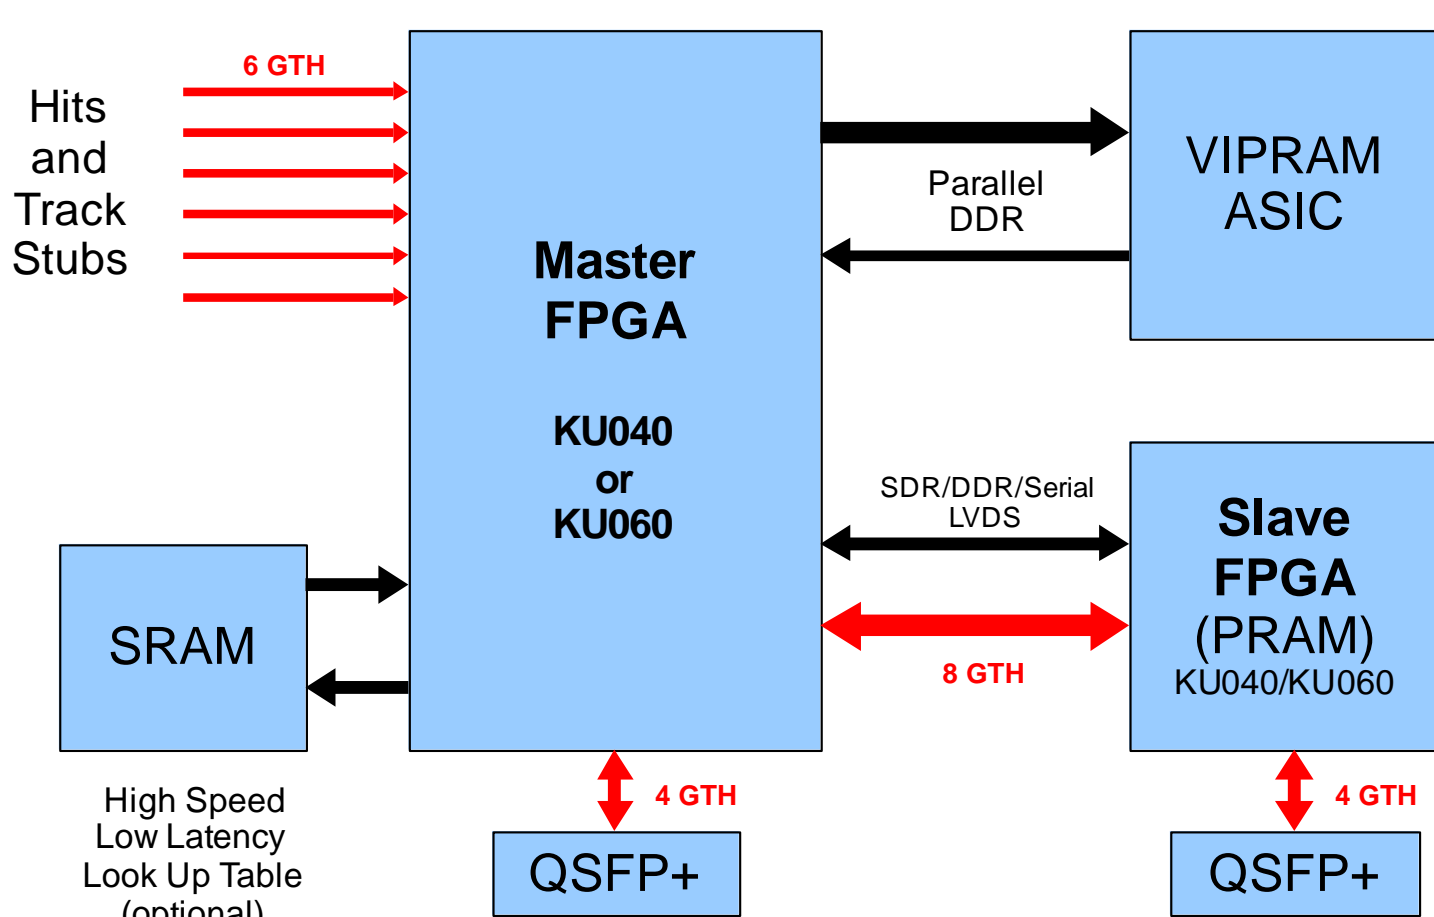 6 GTH
Hits
and
Track
Stubs
Master
FPGA
KU040
or
KU060
Parallel
DDR
VIPRAM
ASIC
SDR/DDR/Serial
LVDS
8 GTH
Slave
FPGA
(PRAM)
KU040/KU060
SRAM
High Speed
Low Latency
Look Up Table
(optional)
4 GTH
QSFP+
4 GTH
QSFP+